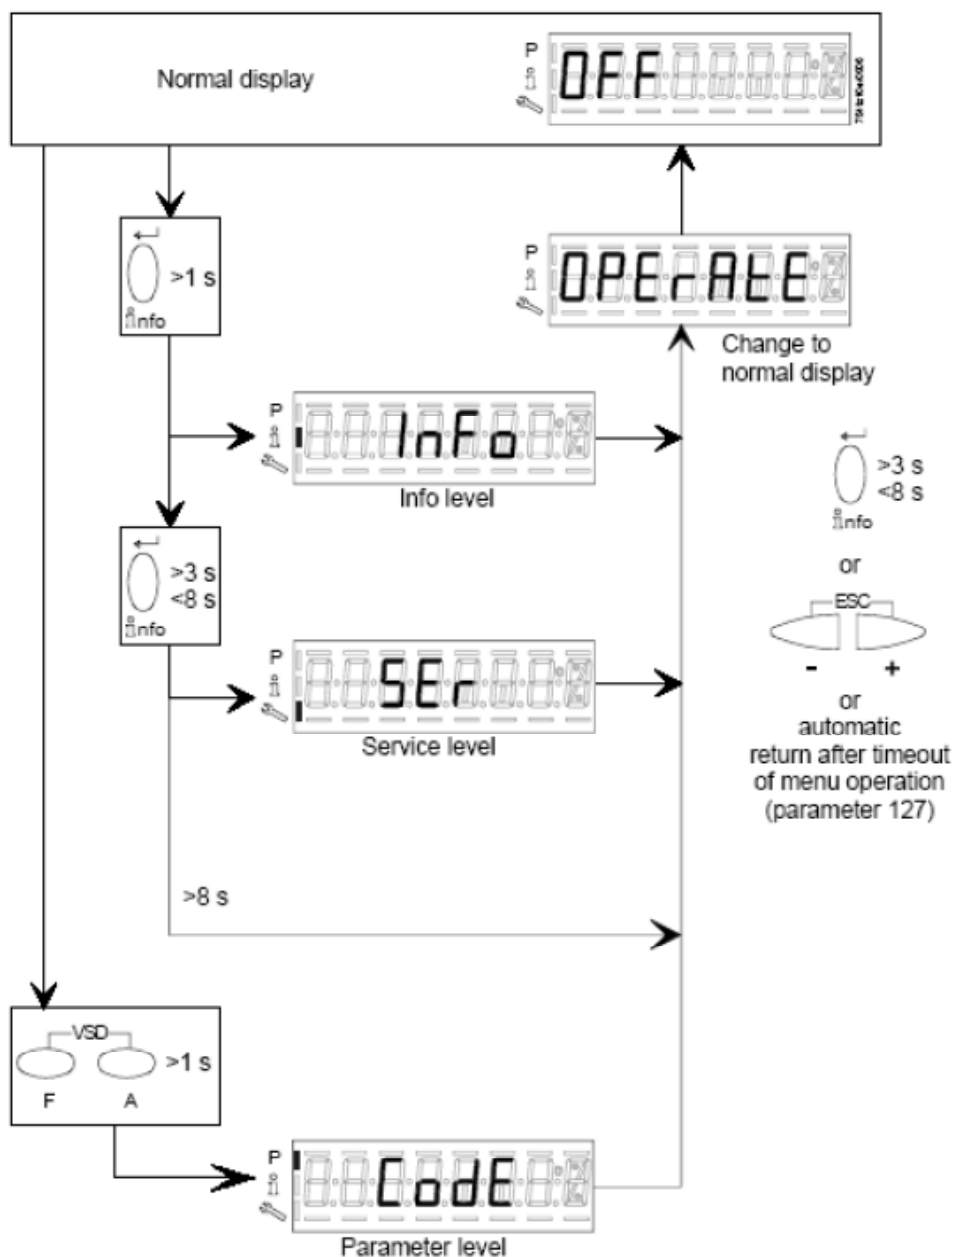 Normal display
P
i
OFF
>1 s
info
P
i
OPErAtE
Change to
normal display
P
i
InFo
Info level
>3 s
<8 s
info
>3 s
<8 s
info
or
ESC
- +
or
automatic
return after timeout
of menu operation
(parameter 127)
P
i
SEr
Service level
>8 s
VSD
>1 s
F A
P
i
CodE
Parameter level